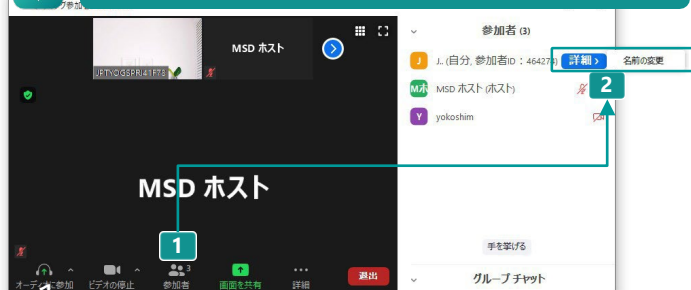 参加者 (3)
MSD ホスト
JPTYOGSPRJ41F78
J
J.. (自分, 参加者ID：464274)
詳細 >
名前の変更
M木
MSD ホスト (ホスト)
2
Y
yokoshim
MSD ホスト
1
手を挙げる
3
オーディオに参加
ビデオの停止
参加者
画面を共有
詳細
退出
グループ チャット